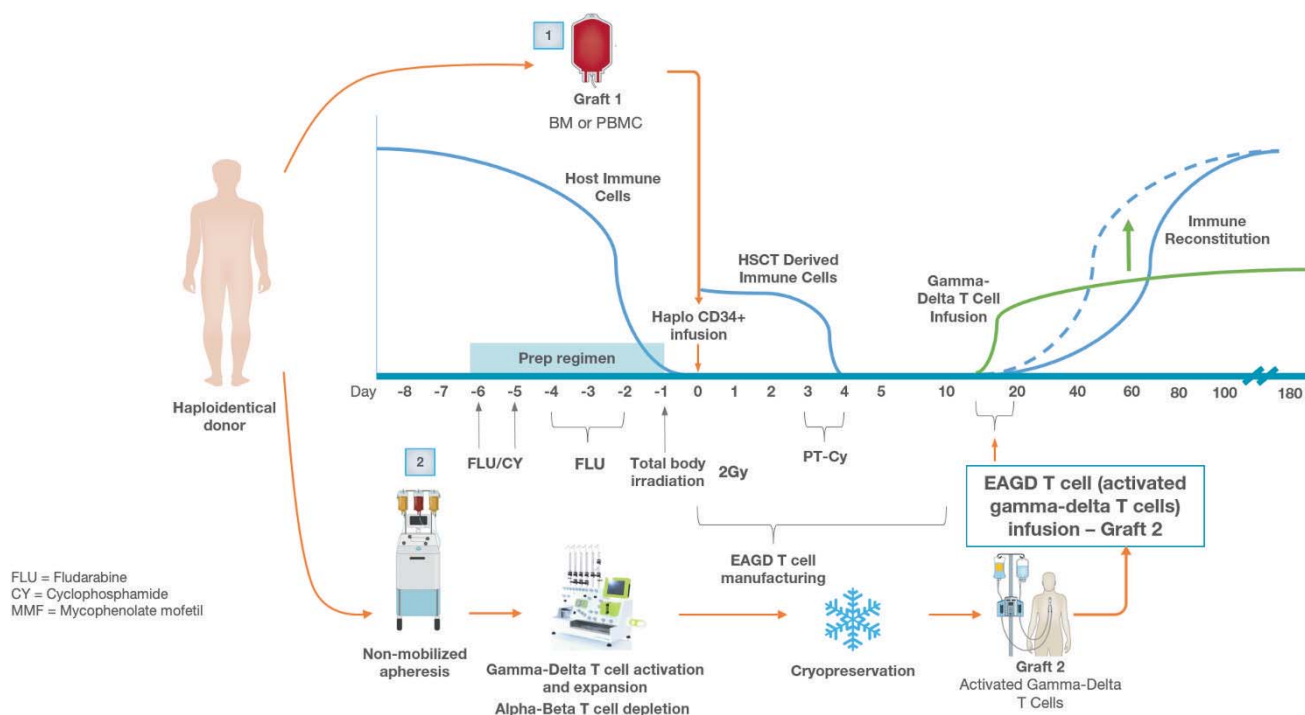 1
Graft 1
BM or PBMC
Host Immune
Cells
HSCT Derived
Immune Cells
Immune
Reconstitution
Gamma-
Delta T Cell
Infusion
Haplo CD34+
infusion
Prep regimen
Haploidentical
donor
Day -8 -7 -6 -5 -4 -3 -2 -1 0 1 2 3 4 5 10 20 40 60 80 100 180
FLU/CY
FLU
Total body
irradiation
2Gy
PT-Cy
2
EAGD T cell (activated
gamma-delta T cells)
infusion – Graft 2
EAGD T cell
manufacturing
FLU = Fludarabine
CY = Cyclophosphamide
MMF = Mycophenolate mofetil
Non-mobilized
apheresis
Gamma-Delta T cell activation
and expansion
Alpha-Beta T cell depletion
Cryopreservation
Graft 2
Activated Gamma-Delta
T Cells